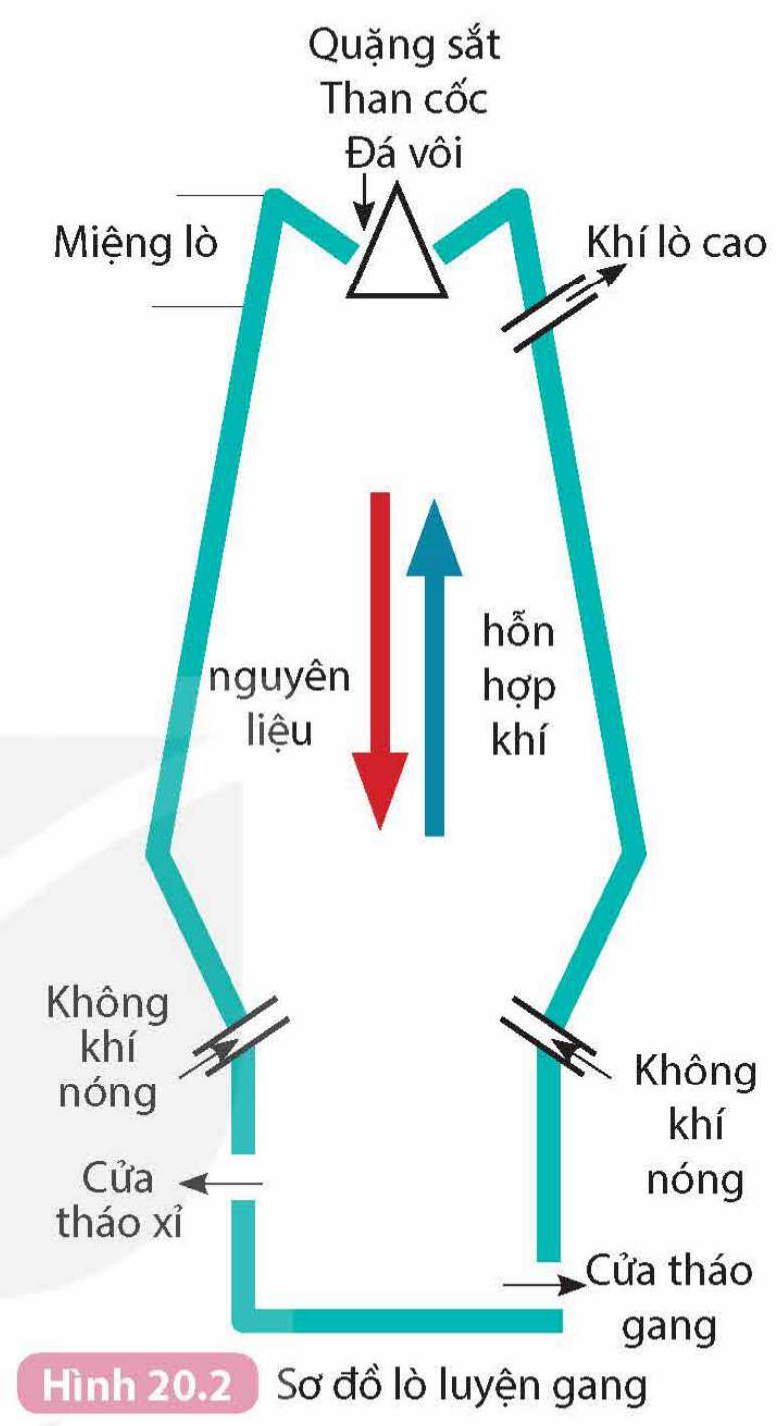 Quặng sắt
Than cốc
Đá vôi
Miệng lò
Khí lò cao
nguyên
liệu
hỗn
hợp
khí
Không
khí
nóng
Không
khí
nóng
Cửa
tháo xỉ
Cửa tháo
gang
Hình 20.2 Sơ đồ lò luyện gang